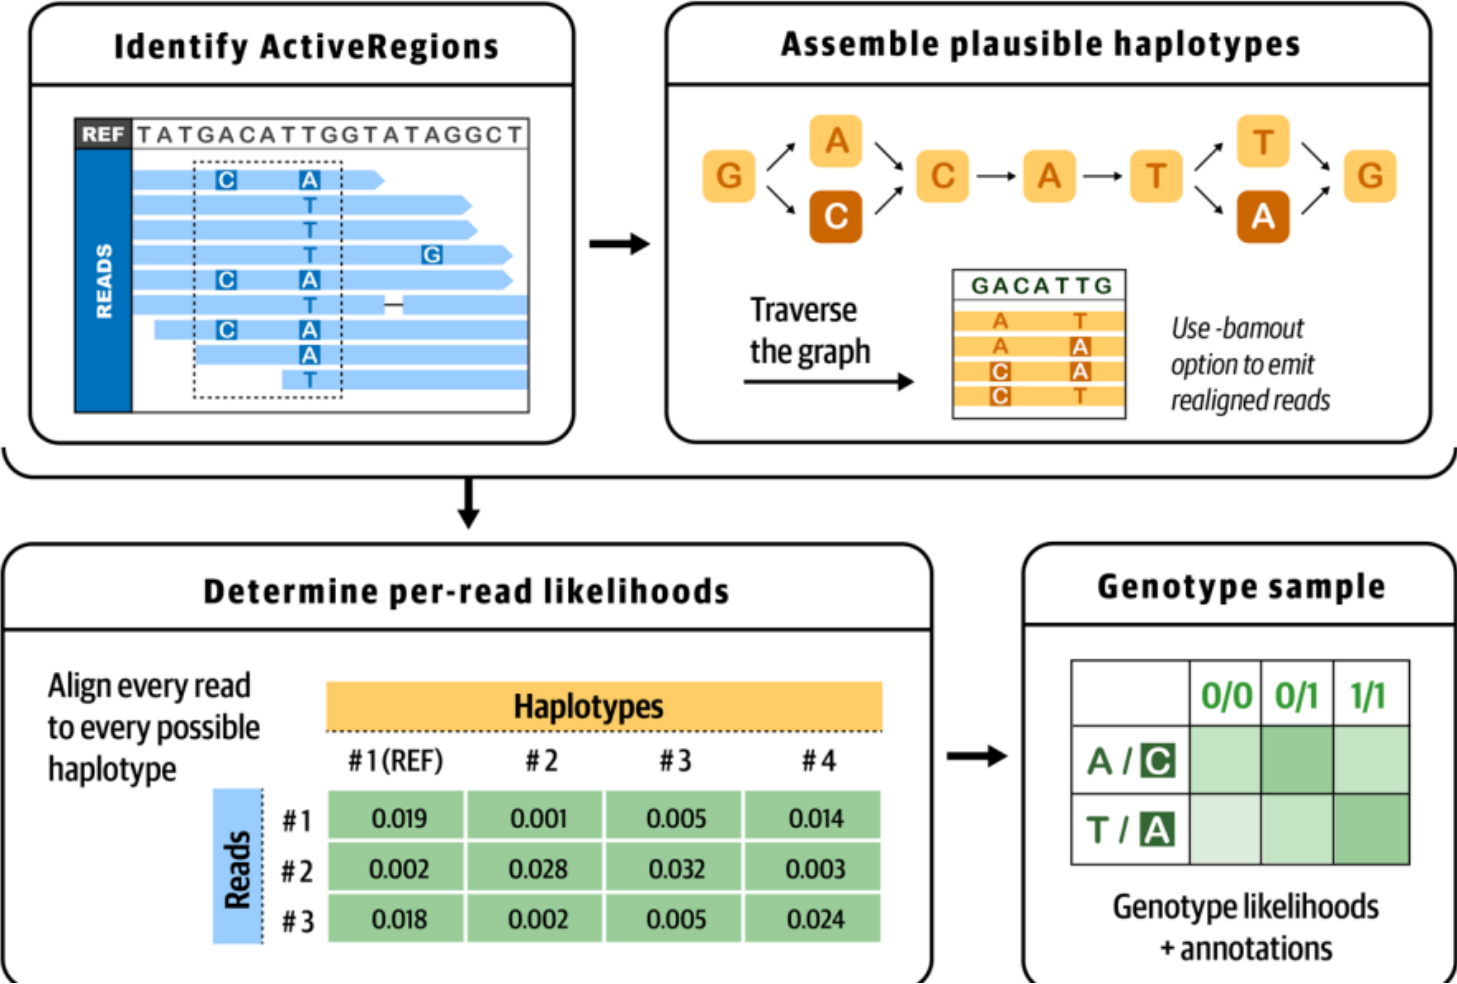 Identify ActiveRegions
REF TATGACATTGGTATAGGCT
READS
C A
T
T
T G
C A
T
C A
A
T
Assemble plausible haplotypes
A T
G C A T G
C A
Traverse
the graph
GACATTG
A T
A A
C A
C T
Use -bamout
option to emit
realigned reads
Determine per-read likelihoods
Align every read
to every possible
haplotype
Haplotypes
#1(REF) #2 #3 #4
Reads
#1 0.019 0.001 0.005 0.014
#2 0.002 0.028 0.032 0.003
#3 0.018 0.002 0.005 0.024
Genotype sample
0/0 0/1 1/1
A / C
T / A
Genotype likelihoods
+ annotations